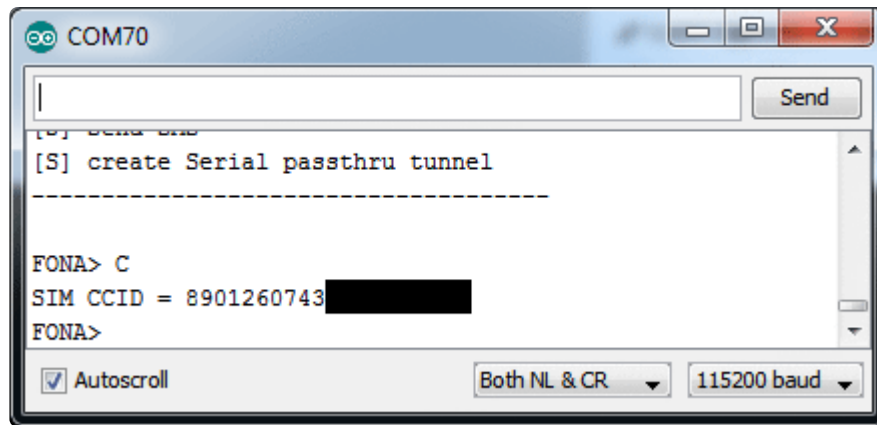 COM70
Send
[S] create Serial passthru tunnel
--------------------------------------
FONA> C
SIM CCID = 8901260743
FONA>
Autoscroll
Both NL & CR
115200 baud